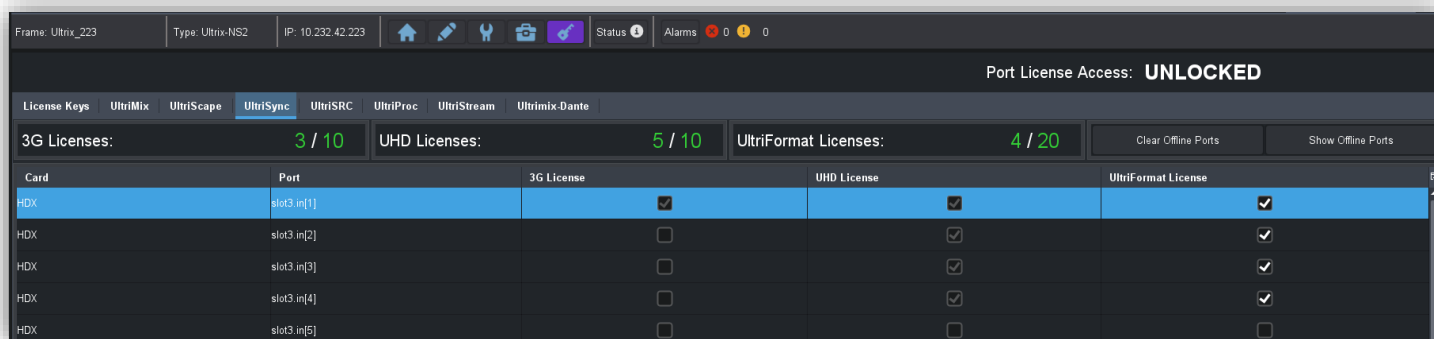 Frame: Ultrix_223 Type: Ultrix-NS2 IP: 10.232.42.223 Status Alarms 0 0
Port License Access: UNLOCKED
License Keys UltriMix UltriScape UltriSync UltriSRC UltriProc UltriStream Ultrimix-Dante
3G Licenses: 3 / 10 UHD Licenses: 5 / 10 UltriFormat Licenses: 4 / 20 Clear Offline Ports Show Offline Ports
Card Port 3G License UHD License UltriFormat License
HDX slot3.in[1]
HDX slot3.in[2]
HDX slot3.in[3]
HDX slot3.in[4]
HDX slot3.in[5]